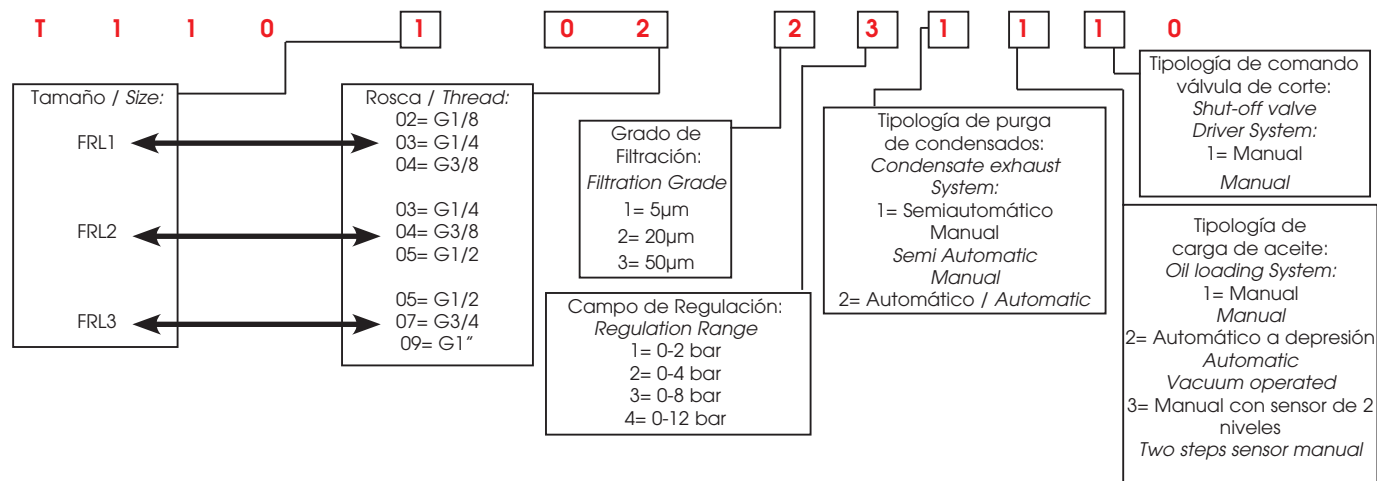 T 1 1 0 1 0 2 2 3 1 1 1 0
Tamaño / Size:
FRL1
FRL2
FRL3
Rosca / Thread:
02= G1/8
03= G1/4
04= G3/8
03= G1/4
04= G3/8
05= G1/2
05= G1/2
07= G3/4
09= G1”
Grado de
Filtración:
Filtration Grade
1= 5µm
2= 20µm
3= 50µm
Campo de Regulación:
Regulation Range
1= 0-2 bar
2= 0-4 bar
3= 0-8 bar
4= 0-12 bar
Tipología de purga
de condensados:
Condensate exhaust
System:
1= Semiautomático
Manual
Semi Automatic
Manual
2= Automático / Automatic
Tipología de comando
válvula de corte:
Shut-off valve
Driver System:
1= Manual
Manual
Tipología de
carga de aceite:
Oil loading System:
1= Manual
Manual
2= Automático a depresión
Automatic
Vacuum operated
3= Manual con sensor de 2
niveles
Two steps sensor manual